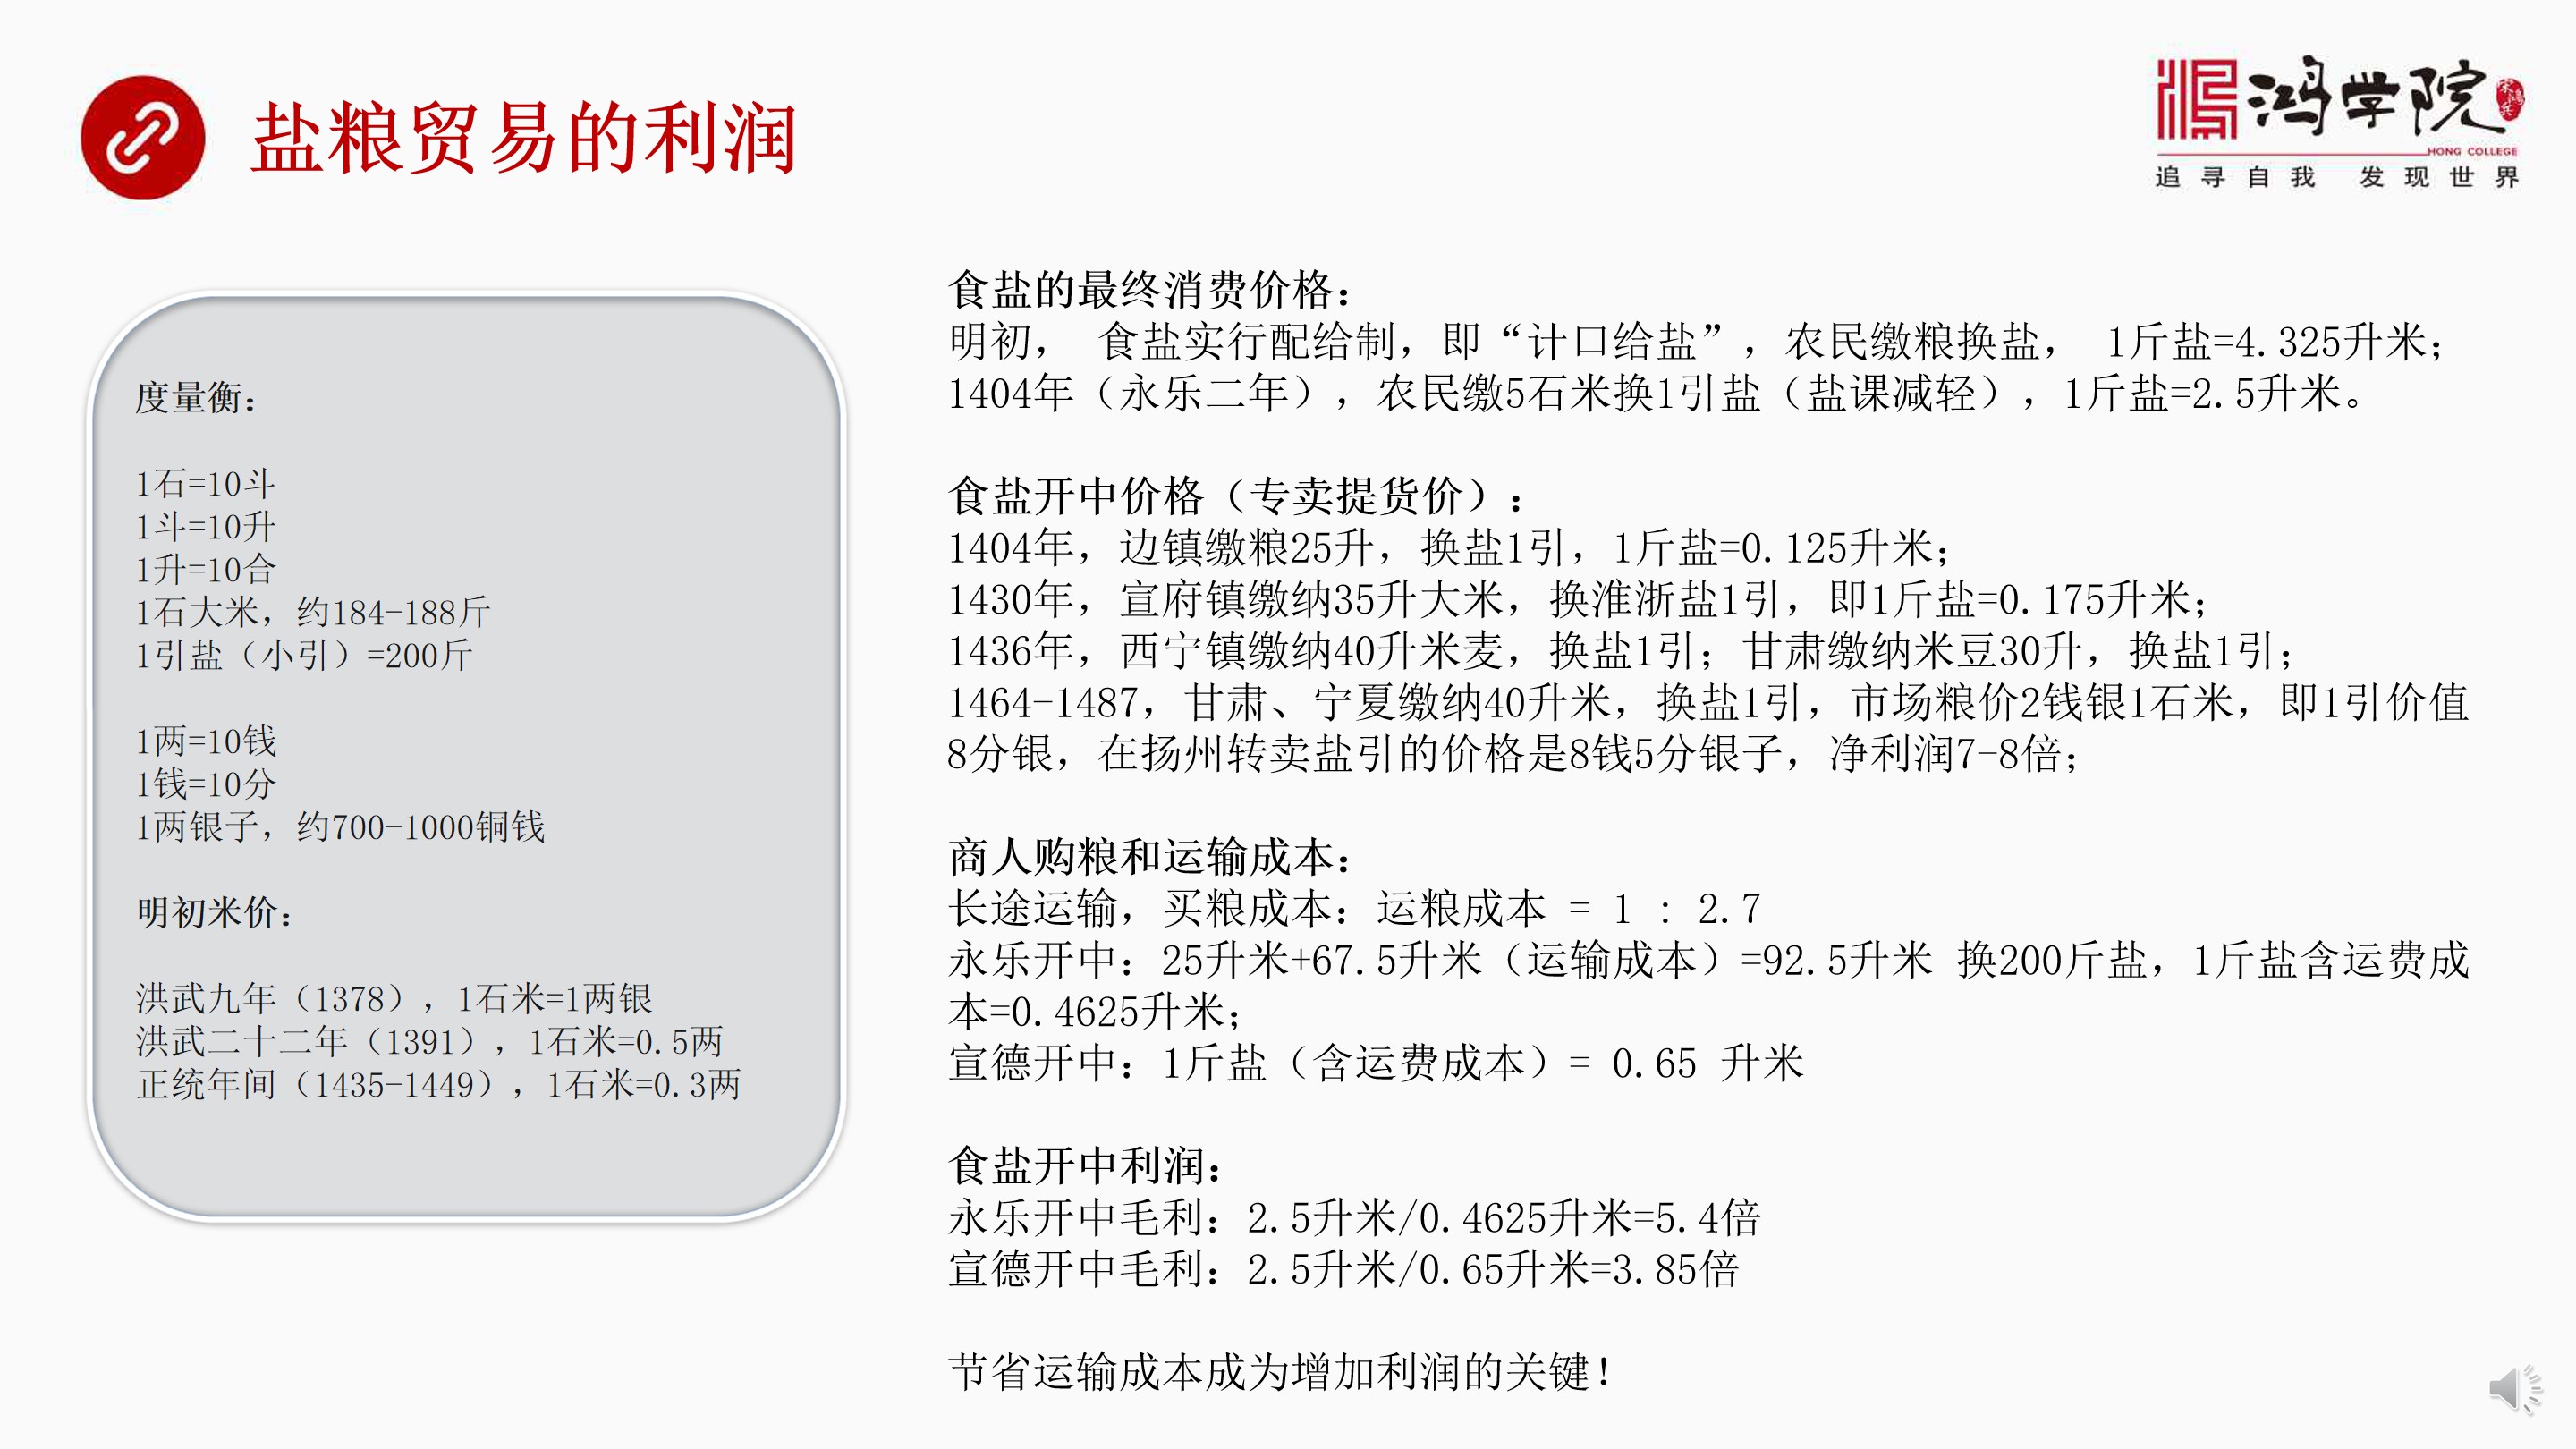 盐粮贸易的利润
鸿学院
HONG COLLEGE
追寻自我 发现世界
度量衡：
1石=10斗
1斗=10升
1升=10合
1石大米，约184-188斤
1引盐（小引）=200斤
1两=10钱
1钱=10分
1两银子，约700-1000铜钱
明初米价：
洪武九年（1378），1石米=1两银
洪武二十二年（1391），1石米=0.5两
正统年间（1435-1449），1石米=0.3两
食盐的最终消费价格：
明初， 食盐实行配给制，即“计口给盐”，农民缴粮换盐， 1斤盐=4.325升米；
1404年（永乐二年），农民缴5石米换1引盐（盐课减轻），1斤盐=2.5升米。
食盐开中价格（专卖提货价）：
1404年，边镇缴粮25升，换盐1引，1斤盐=0.125升米；
1430年，宣府镇缴纳35升大米，换淮浙盐1引，即1斤盐=0.175升米；
1436年，西宁镇缴纳40升米麦，换盐1引；甘肃缴纳米豆30升，换盐1引；
1464-1487，甘肃、宁夏缴纳40升米，换盐1引，市场粮价2钱银1石米，即1引价值
8分银，在扬州转卖盐引的价格是8钱5分银子，净利润7-8倍；
商人购粮和运输成本：
长途运输，买粮成本：运粮成本 = 1 : 2.7
永乐开中：25升米+67.5升米（运输成本）=92.5升米 换200斤盐，1斤盐含运费成
本=0.4625升米；
宣德开中：1斤盐（含运费成本）= 0.65 升米
食盐开中利润：
永乐开中毛利：2.5升米/0.4625升米=5.4倍
宣德开中毛利：2.5升米/0.65升米=3.85倍
节省运输成本成为增加利润的关键！